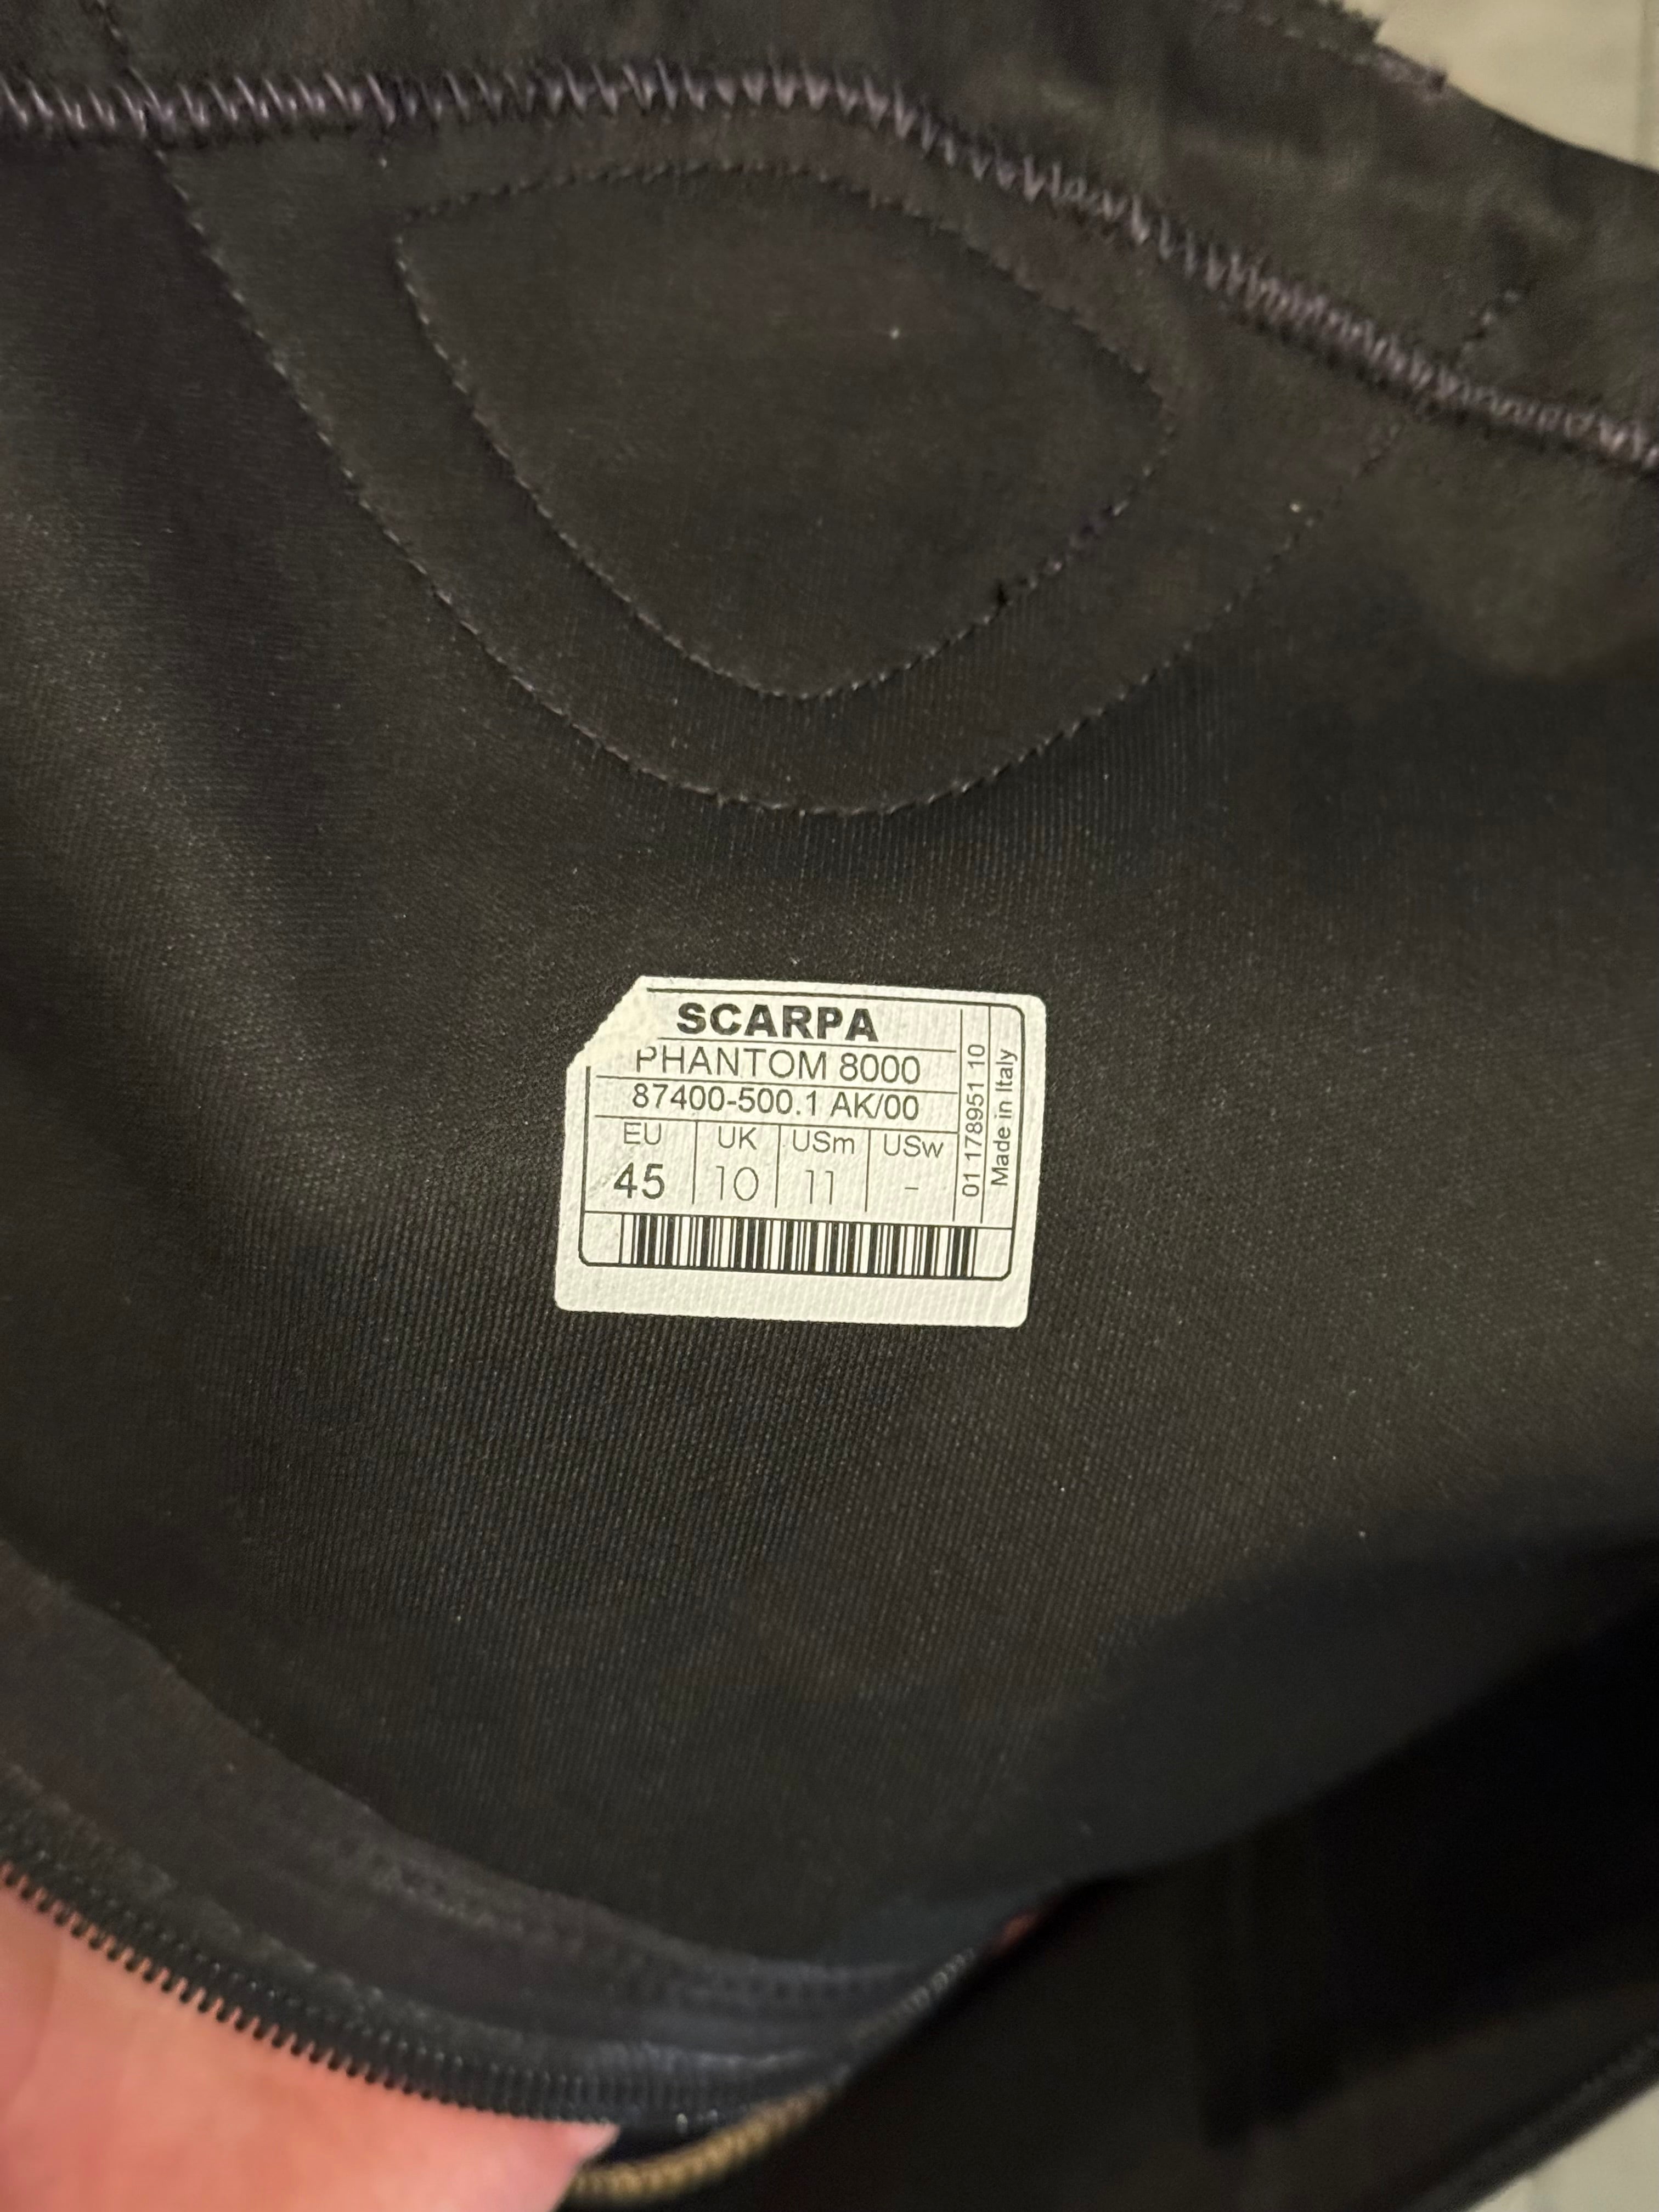 SCARPA
PHANTOM 8000
87400-500.1 AK/00
EU UK USm USw
45 10 11 -
01 178951 10
Made in Italy